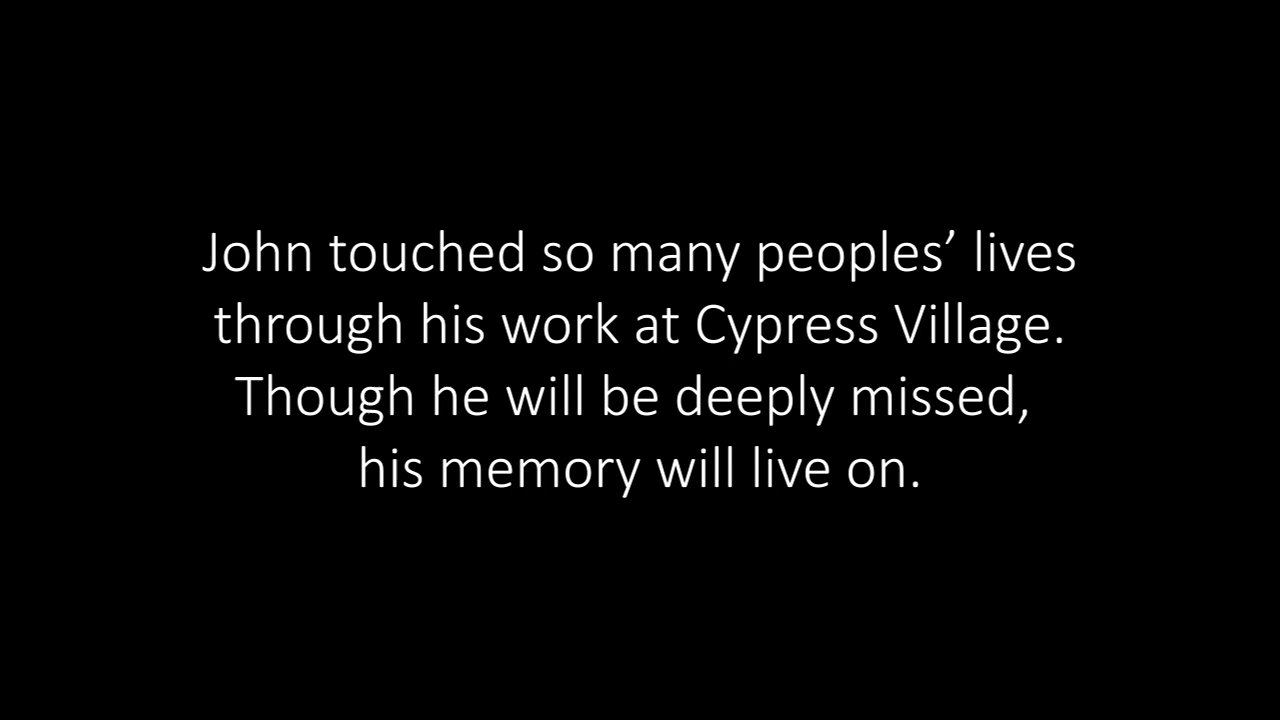 John touched so many peoples’ lives
through his work at Cypress Village.
Though he will be deeply missed,
his memory will live on.